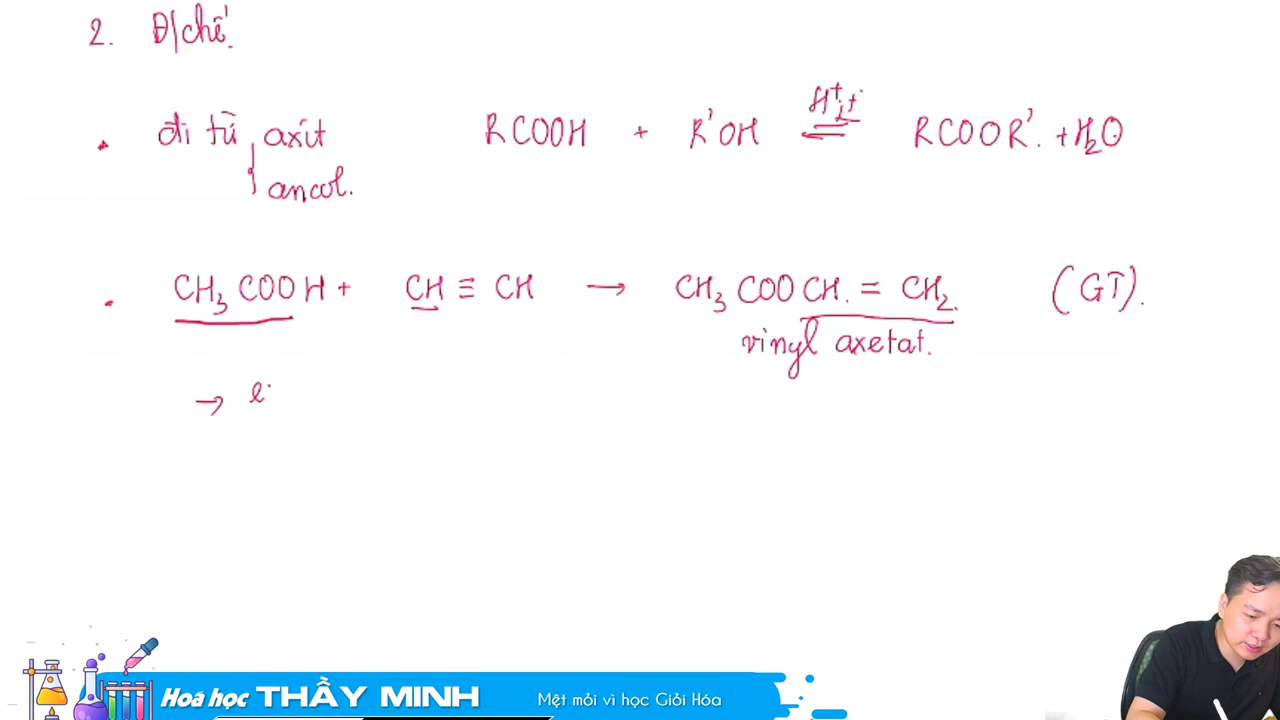 2. Đ/chế.
• đi từ { axít RCOOH + R'OH ⇌ (H⁺, t°) RCOOR'. + H₂O
ancol.
• CH₃COOH + CH ≡ CH → CH₃COOCH = CH₂. (GT).
vinyl axetat.
→
Hoá học THẦY MINH Mệt mỏi vì học Giỏi Hóa